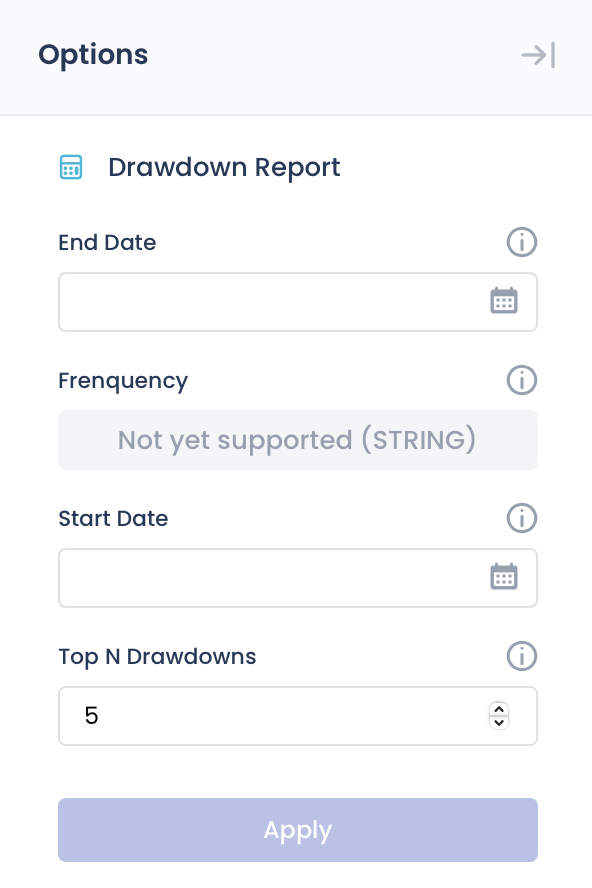 Options
Drawdown Report
End Date
Frenquency
Not yet supported (STRING)
Start Date
Top N Drawdowns
5
Apply